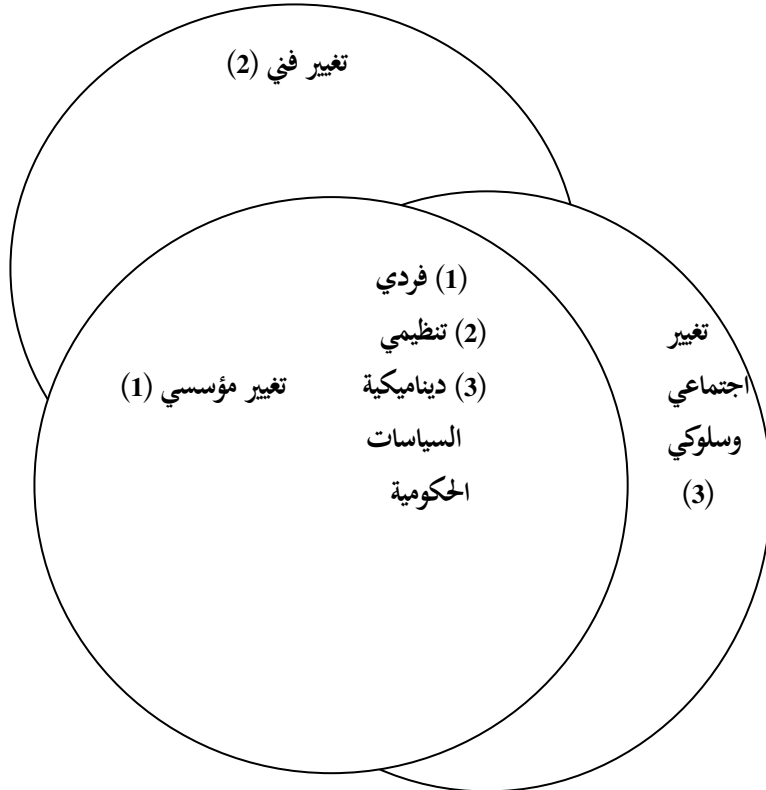 تغيير فني (2)
(1) فردي
(2) تنظيمي
(3) ديناميكية
السياسات
الحكومية
تغيير مؤسسي (1)
تغيير
اجتماعي
وسلوكي
(3)